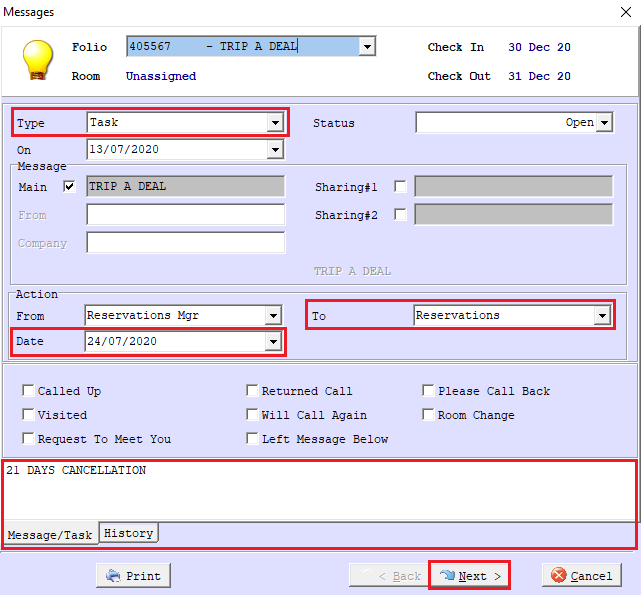 Messages
Folio 405567 - TRIP A DEAL Check In 30 Dec 20
Room Unassigned Check Out 31 Dec 20
Type Task Status Open
On 13/07/2020
Message
Main TRIP A DEAL Sharing#1
From Sharing#2
Company
TRIP A DEAL
Action
From Reservations Mgr To Reservations
Date 24/07/2020
Called Up Returned Call Please Call Back
Visited Will Call Again Room Change
Request To Meet You Left Message Below
21 DAYS CANCELLATION
Message/Task History
Print < Back Next > Cancel